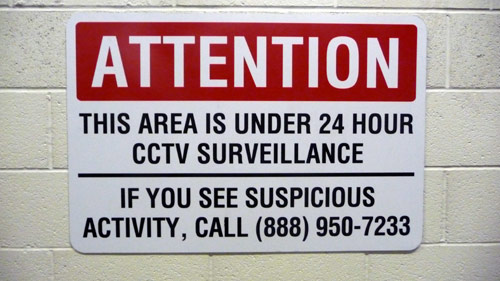 ATTENTION
THIS AREA IS UNDER 24 HOUR
CCTV SURVEILLANCE
IF YOU SEE SUSPICIOUS
ACTIVITY, CALL (888) 950-7233